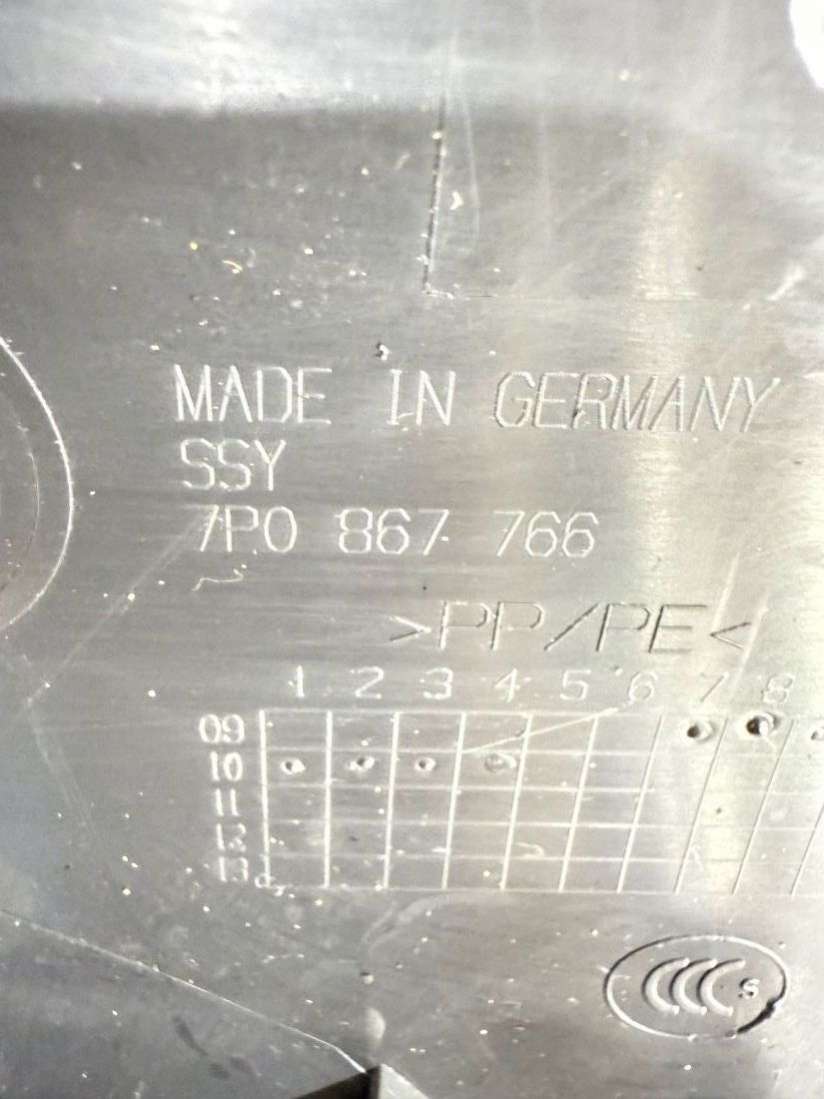 MADE IN GERMANY
SSY
7P0 867 766
>PP/PE<
1 2 3 4 5 6 7 8
09
10
11
12
13
CCC S